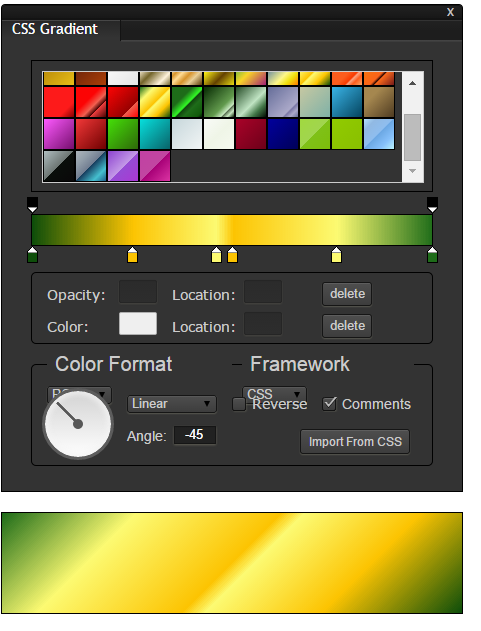 x
CSS Gradient
Opacity:
Location:
delete
Color:
Location:
delete
Color Format
Framework
CSS
Linear
Reverse
Comments
Angle: -45
Import From CSS